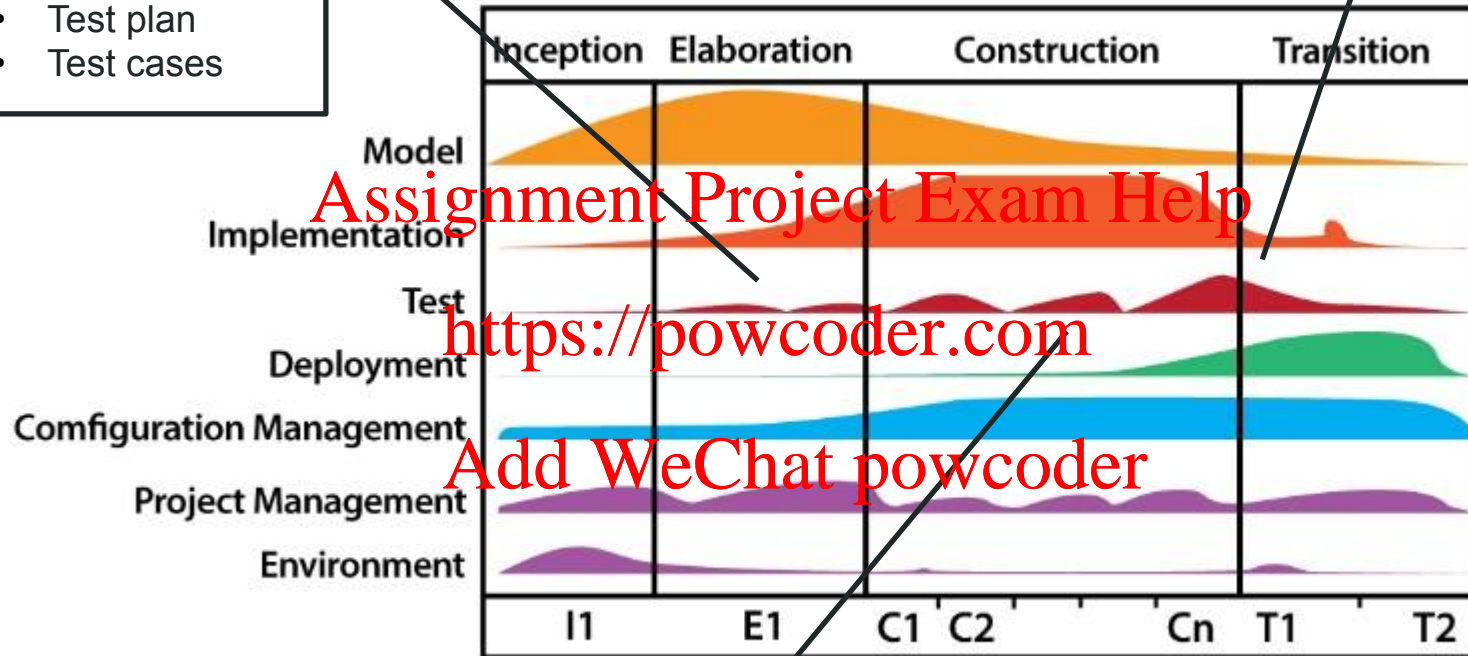 • Test plan
• Test cases
Inception Elaboration Construction Transition
Model
Assignment Project Exam Help
Implementation
Test
https://powcoder.com
Deployment
Comfiguration Management
Add WeChat powcoder
Project Management
Environment
I1 E1 C1 C2 Cn T1 T2